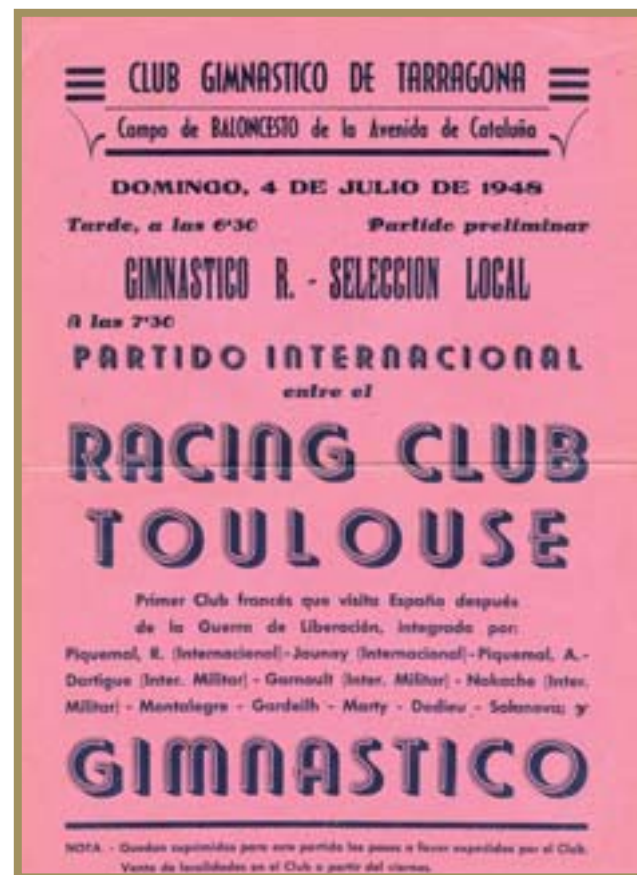 CLUB GIMNASTICO DE TARRAGONA
Campo de BALONCESTO de la Avenida de Cataluña
DOMINGO, 4 DE JULIO DE 1948
Tarde, a las 6'30 Partido preliminar
GIMNASTICO R. - SELECCION LOCAL
A las 7'30
PARTIDO INTERNACIONAL
entre el
RACING CLUB
TOULOUSE
Primer Club francés que visita España después
de la Guerra de Liberación, integrado por:
Piquemal, R. (Internacional) - Jaunay (Internacional) - Piquemal, A. -
Dartigue (Inter. Militar) - Garnault (Inter. Militar) - Nakache (Inter.
Militar) - Montalegre - Gardeilh - Marty - Dedieu - Salanova; y
GIMNASTICO
NOTA. - Quedan suprimidos para este partido los pases a favor expedidos por el Club.
Venta de localidades en el Club a partir del viernes.